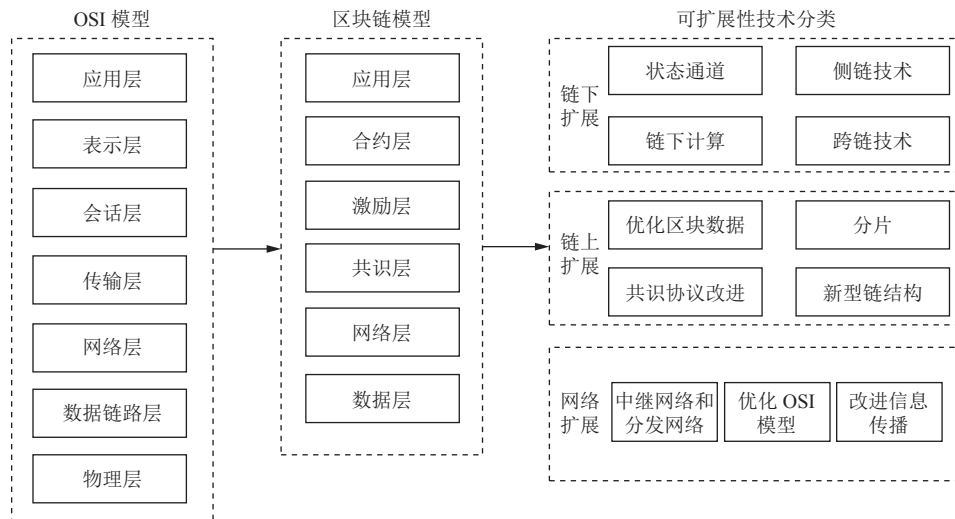 OSI 模型
应用层
表示层
会话层
传输层
网络层
数据链路层
物理层
区块链模型
应用层
合约层
激励层
共识层
网络层
数据层
可扩展性技术分类
链下
扩展
状态通道
侧链技术
链下计算
跨链技术
链上
扩展
优化区块数据
分片
共识协议改进
新型链结构
网络
扩展
中继网络和
分发网络
优化 OSI
模型
改进信息
传播